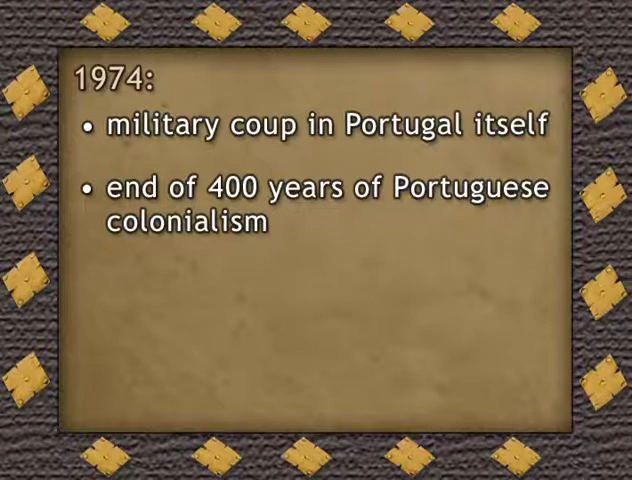 1974:
• military coup in Portugal itself
• end of 400 years of Portuguese
colonialism